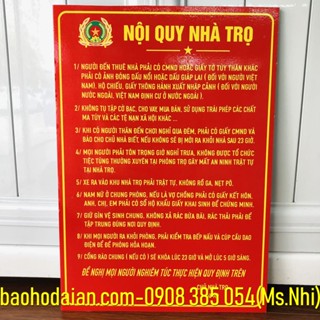 NỘI QUY NHÀ TRỌ
1/ NGƯỜI ĐẾN THUÊ NHÀ PHẢI CÓ CMND HOẶC GIẤY TỜ TÙY THÂN KHÁC
PHẢI CÓ ẢNH ĐÓNG DẤU NỔI HOẶC DẤU GIÁP LAI ( ĐỐI VỚI NGƯỜI VIỆT
NAM), HỘ CHIẾU, GIẤY THÔNG HÀNH XUẤT NHẬP CẢNH ( ĐỐI VỚI NGƯỜI
NƯỚC NGOÀI, VIỆT NAM ĐỊNH CƯ Ở NƯỚC NGOÀI ).
2/ KHÔNG TỤ TẬP CỜ BẠC, CHO VAY, MUA BÁN, SỬ DỤNG TRÁI PHÉP CÁC CHẤT
MA TÚY VÀ CÁC TỆ NẠN XÃ HỘI KHÁC...
3/ KHI CÓ NGƯỜI THÂN ĐẾN CHƠI NGHỈ QUA ĐÊM, PHẢI CÓ GIẤY CMND VÀ
BÁO CHO CHỦ NHÀ BIẾT, NẾU KHÔNG SẼ BỊ MỜI RA KHỎI NHÀ SAU 23 GIỜ.
4/ MỌI NGƯỜI PHẢI TÔN TRỌNG GIỜ NGHỈ TRƯA, KHÔNG ĐƯỢC TỔ CHỨC
TIỆC TÙNG THƯỜNG XUYÊN TẠI PHÒNG TRỌ GÂY MẤT AN NINH TRẬT TỰ
TẠI NHÀ TRỌ.
5/ XE RA VÀO KHU NHÀ TRỌ PHẢI TRẬT TỰ, KHÔNG RỒ GA, NẸT PÔ.
6/ NAM NỮ Ở CHUNG PHÒNG, NẾU LÀ VỢ CHỒNG PHẢI CÓ GIẤY KẾT HÔN,
ANH, CHỊ, EM PHẢI CÓ SỔ HỘ KHẨU GIẤY KHAI SINH ĐỂ CHỨNG MINH.
7/ GIỮ GÌN VỆ SINH CHUNG, KHÔNG XẢ RÁC BỪA BÃI, RÁC THẢI PHẢI ĐỂ
TẬP TRUNG ĐÚNG NƠI QUY ĐỊNH.
8/ KHI MỌI NGƯỜI RA KHỎI PHÒNG, PHẢI KIỂM TRA BẾP NẤU VÀ CÚP CẦU DAO
ĐIỆN ĐỂ ĐỀ PHÒNG HỎA HOẠN.
9/ CỔNG RÀO CHUNG ( NẾU CÓ ) SẼ KHÓA LÚC 23 GIỜ VÀ MỞ LÚC 5 GIỜ SÁNG.
ĐỀ NGHỊ MỌI NGƯỜI NGHIÊM TÚC THỰC HIỆN QUY ĐỊNH TRÊN
CHỦ NHÀ TRỌ
baohodaian.com-0908 385 054(Ms.Nhi)